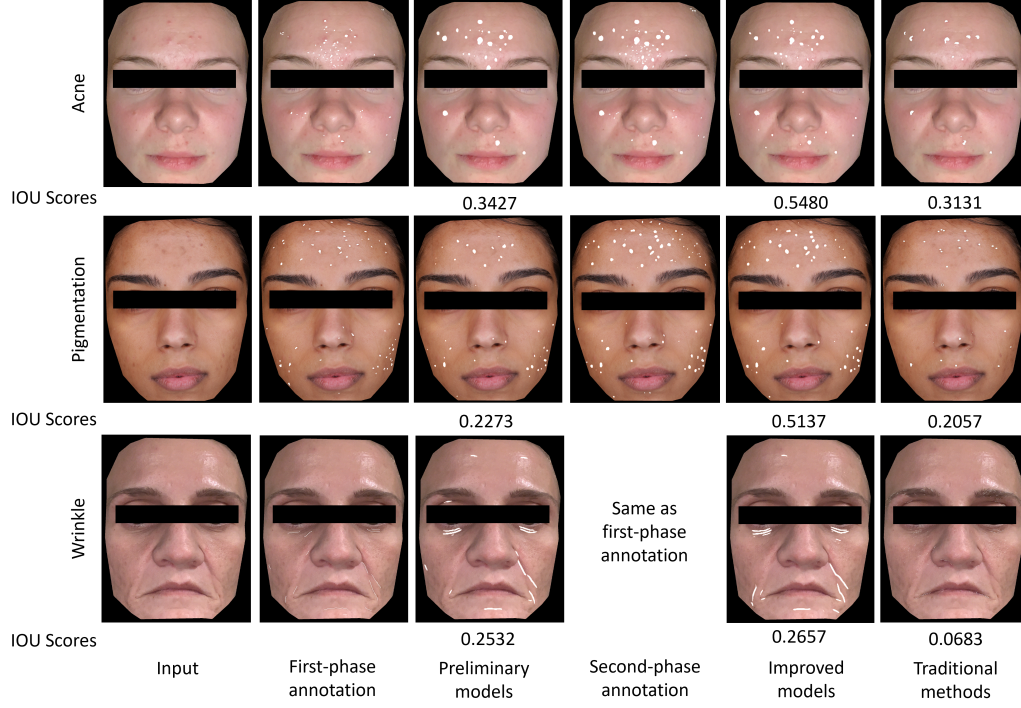 Acne
IOU Scores
0.3427
0.5480
0.3131
Pigmentation
IOU Scores
0.2273
0.5137
0.2057
Wrinkle
Same as
first-phase
annotation
IOU Scores
0.2532
0.2657
0.0683
Input
First-phase
annotation
Preliminary
models
Second-phase
annotation
Improved
models
Traditional
methods